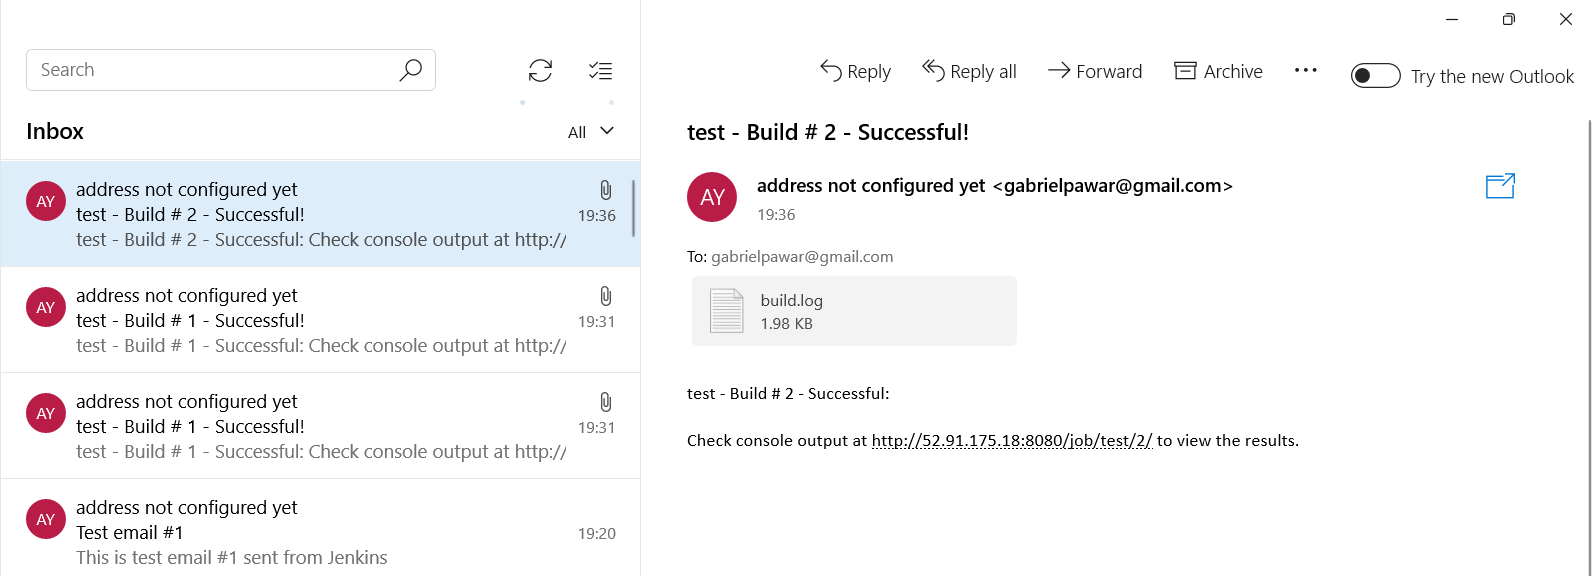 Search
Inbox
All
AY
address not configured yet
test - Build # 2 - Successful!
19:36
test - Build # 2 - Successful: Check console output at http://
AY
address not configured yet
test - Build # 1 - Successful!
19:31
test - Build # 1 - Successful: Check console output at http://
AY
address not configured yet
test - Build # 1 - Successful!
19:31
test - Build # 1 - Successful: Check console output at http://
AY
address not configured yet
Test email #1
19:20
This is test email #1 sent from Jenkins
Reply
Reply all
Forward
Archive
Try the new Outlook
test - Build # 2 - Successful!
AY
address not configured yet <gabrielpawar@gmail.com>
19:36
To: gabrielpawar@gmail.com
build.log
1.98 KB
test - Build # 2 - Successful:
Check console output at http://52.91.175.18:8080/job/test/2/ to view the results.